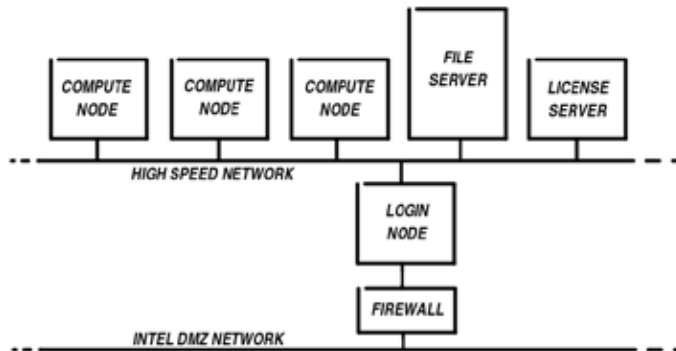 COMPUTE
NODE
COMPUTE
NODE
COMPUTE
NODE
FILE
SERVER
LICENSE
SERVER
HIGH SPEED NETWORK
LOGIN
NODE
FIREWALL
INTEL DMZ NETWORK